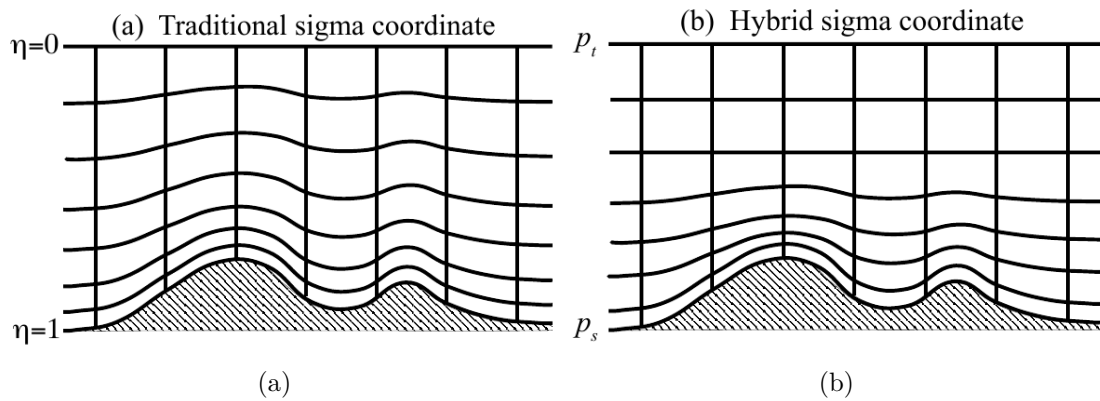 (a) Traditional sigma coordinate
η=0
η=1
(a)
(b) Hybrid sigma coordinate
p_t
p_s
(b)